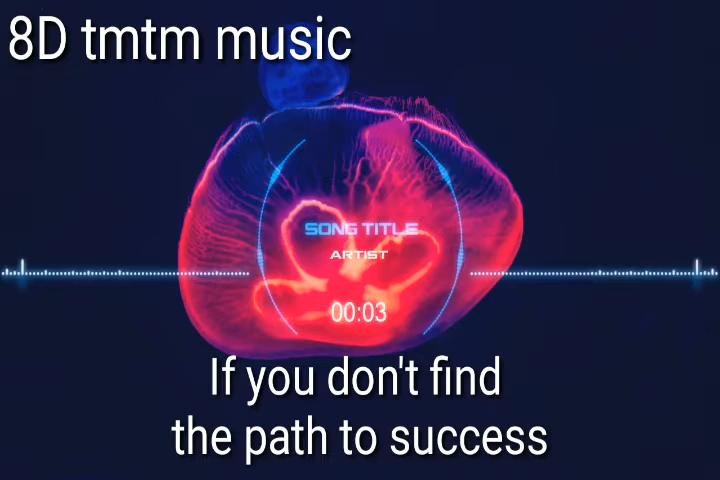 8D tmtm music
SONG TITLE
ARTIST
00:03
If you don't find
the path to success